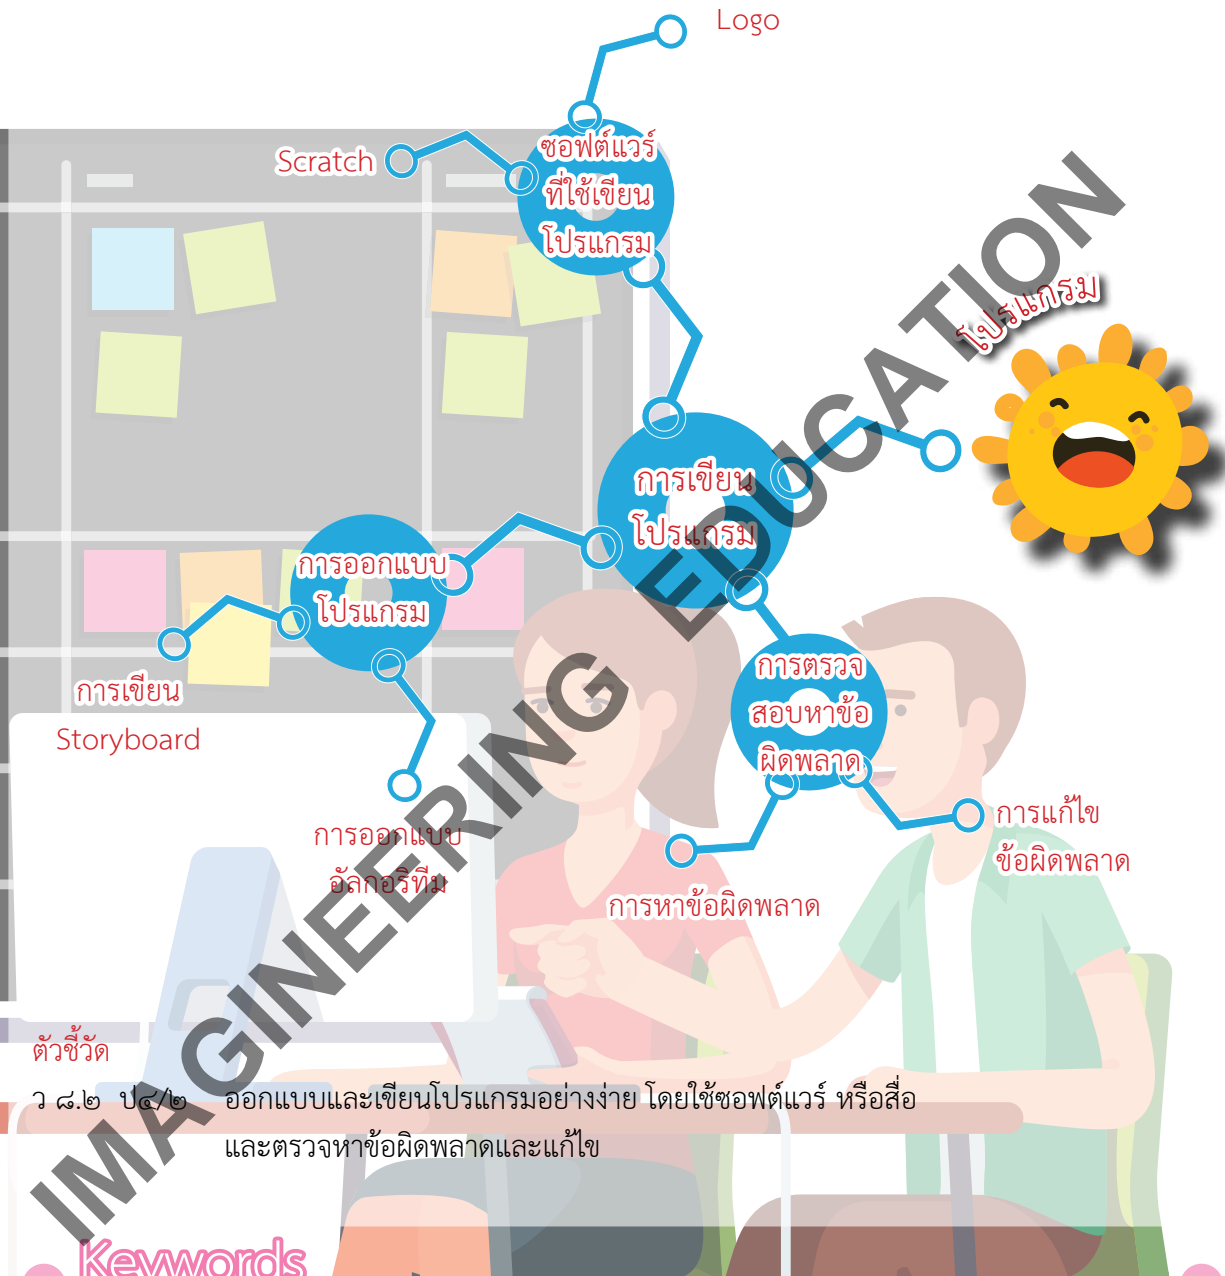 Logo
Scratch
ซอฟต์แวร์
ที่ใช้เขียน
โปรแกรม
โปรแกรม
การเขียน
โปรแกรม
การออกแบบ
โปรแกรม
การเขียน
Storyboard
การออกแบบ
อัลกอริทึม
การตรวจ
สอบหาข้อ
ผิดพลาด
การแก้ไข
ข้อผิดพลาด
การหาข้อผิดพลาด
ตัวชี้วัด
ว ๘.๒ ป๔/๒ ออกแบบและเขียนโปรแกรมอย่างง่าย โดยใช้ซอฟต์แวร์ หรือสื่อ
และตรวจหาข้อผิดพลาดและแก้ไข
Keywords
IMAGINEERING EDUCATION